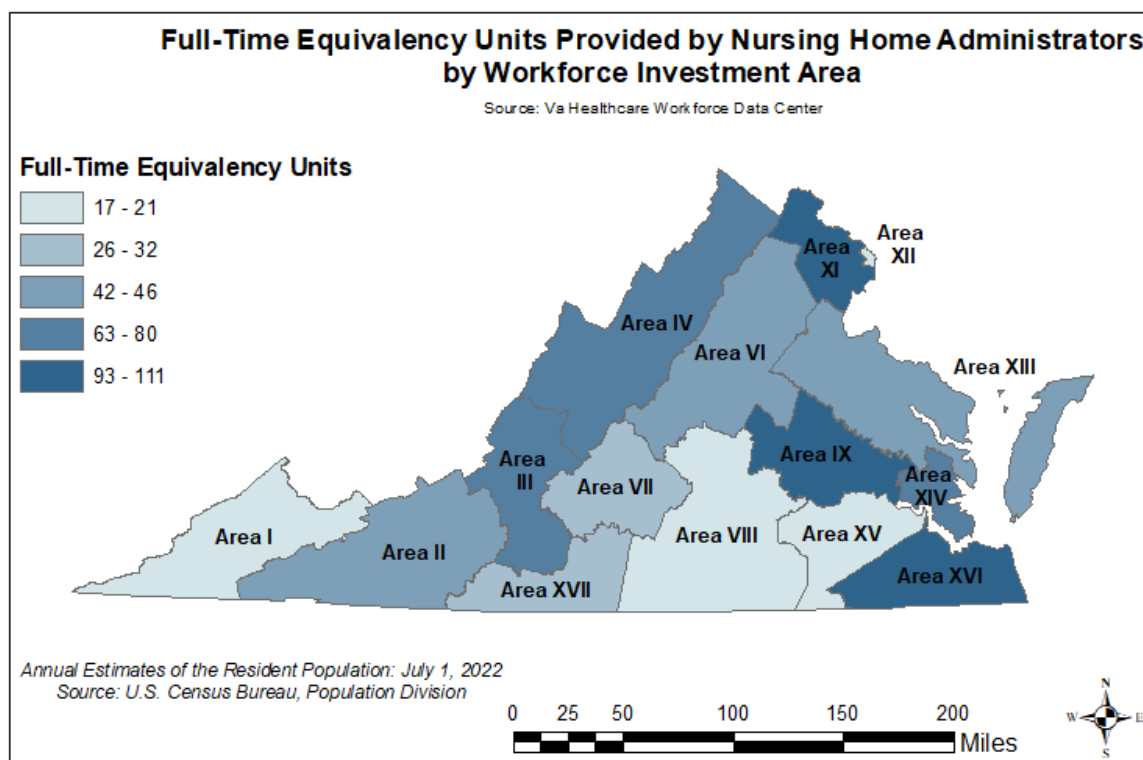 Full-Time Equivalency Units Provided by Nursing Home Administrators
by Workforce Investment Area
Source: Va Healthcare Workforce Data Center
Full-Time Equivalency Units
17 - 21
26 - 32
42 - 46
63 - 80
93 - 111
Area
XII
Area
XI
Area IV
Area VI
Area XIII
Area
III
Area IX
Area VII
Area
XIV
Area I
Area II
Area VIII
Area XV
Area XVII
Area XVI
Annual Estimates of the Resident Population: July 1, 2022
Source: U.S. Census Bureau, Population Division
0 25 50 100 150 200
Miles
N
W E
S